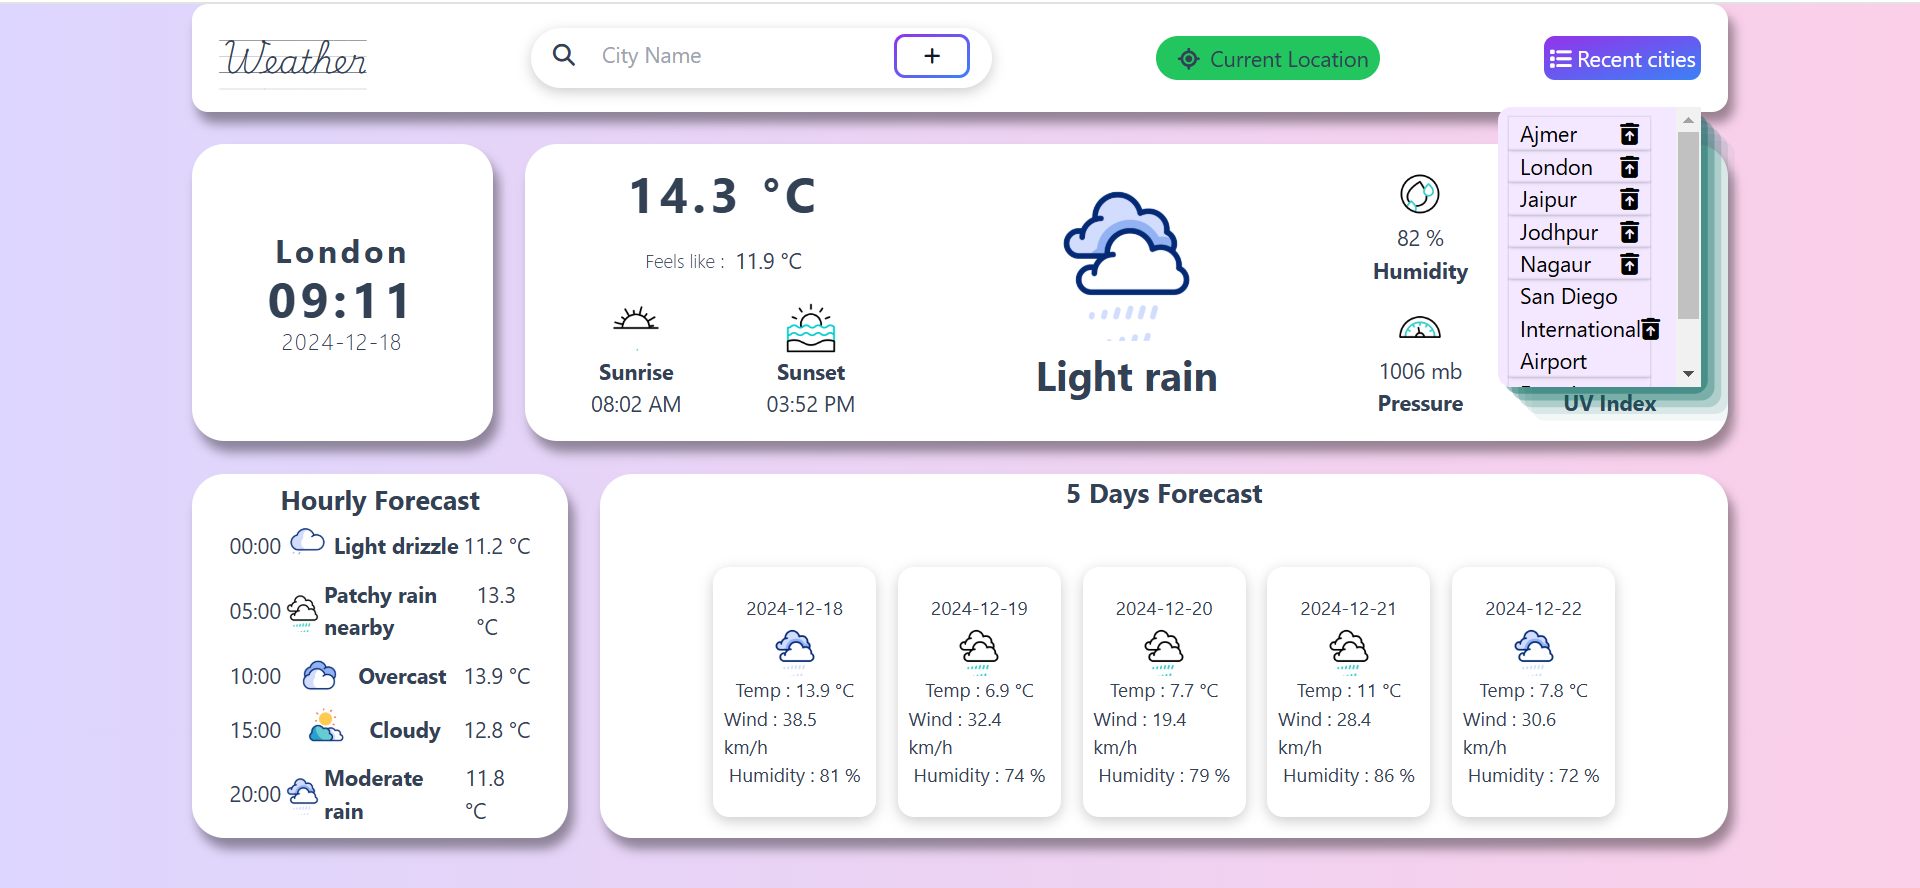 Weather
City Name
+
Current Location
Recent cities
Ajmer
London
Jaipur
Jodhpur
Nagaur
San Diego
International
Airport
London
09:11
2024-12-18
14.3 °C
Feels like : 11.9 °C
Sunrise
08:02 AM
Sunset
03:52 PM
Light rain
82 %
Humidity
1006 mb
Pressure
UV Index
Hourly Forecast
00:00 Light drizzle 11.2 °C
05:00 Patchy rain nearby 13.3 °C
10:00 Overcast 13.9 °C
15:00 Cloudy 12.8 °C
20:00 Moderate rain 11.8 °C
5 Days Forecast
2024-12-18
Temp : 13.9 °C
Wind : 38.5
km/h
Humidity : 81 %
2024-12-19
Temp : 6.9 °C
Wind : 32.4
km/h
Humidity : 74 %
2024-12-20
Temp : 7.7 °C
Wind : 19.4
km/h
Humidity : 79 %
2024-12-21
Temp : 11 °C
Wind : 28.4
km/h
Humidity : 86 %
2024-12-22
Temp : 7.8 °C
Wind : 30.6
km/h
Humidity : 72 %